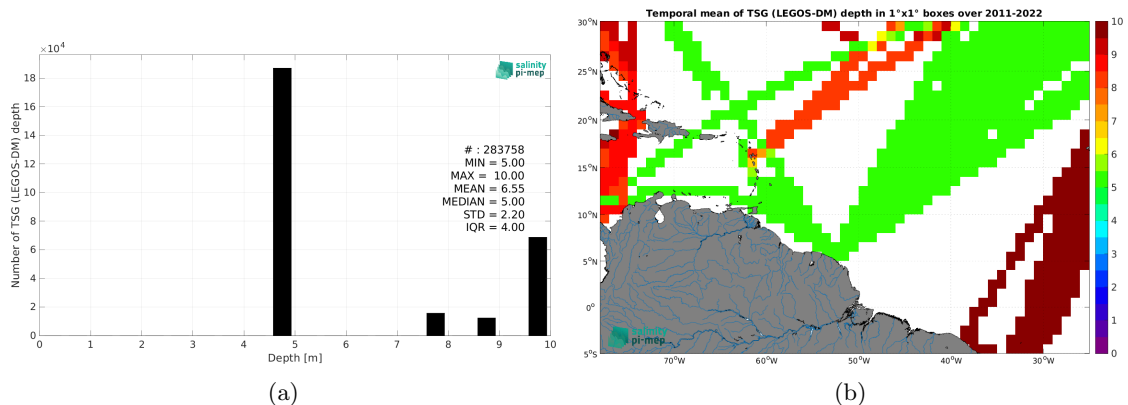 ×10⁴
18
16
14
12
10
8
6
4
2
0
Number of TSG (LEGOS-DM) depth
salinity
pi-mep
# : 283758
MIN = 5.00
MAX = 10.00
MEAN = 6.55
MEDIAN = 5.00
STD = 2.20
IQR = 4.00
0 1 2 3 4 5 6 7 8 9 10
Depth [m]
(a)
Temporal mean of TSG (LEGOS-DM) depth in 1°x1° boxes over 2011-2022
30°N
25°N
20°N
15°N
10°N
5°N
0°
5°S
salinity
pi-mep
70°W 60°W 50°W 40°W 30°W
10
9
8
7
6
5
4
3
2
1
0
(b)